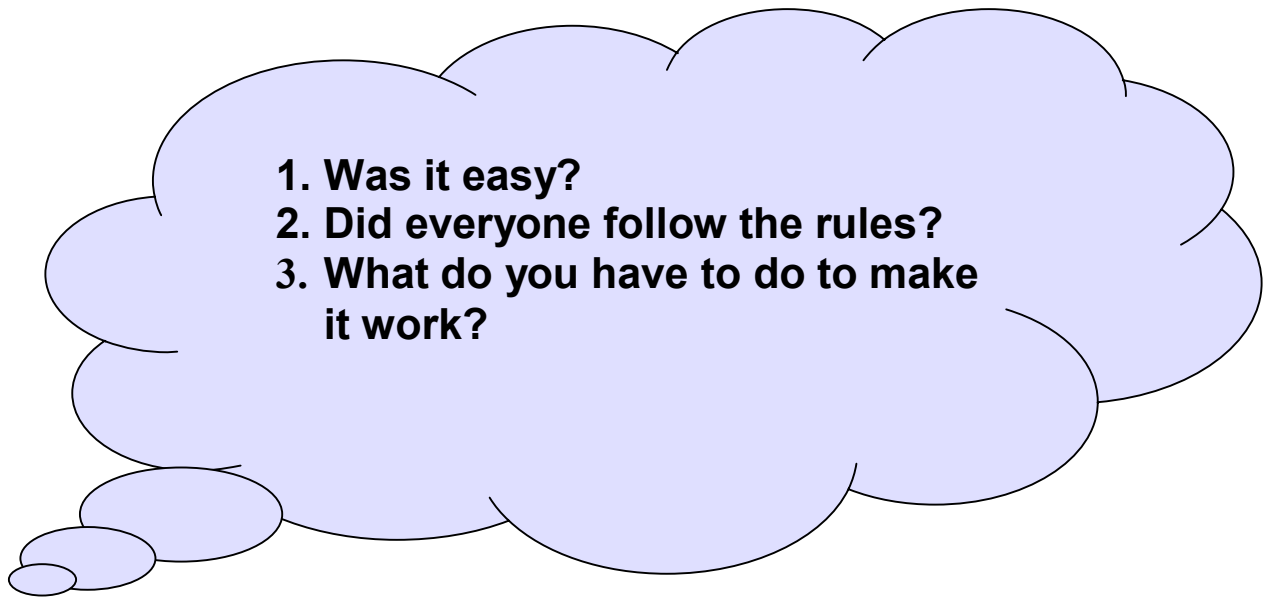 1. Was it easy?
2. Did everyone follow the rules?
3. What do you have to do to make
it work?